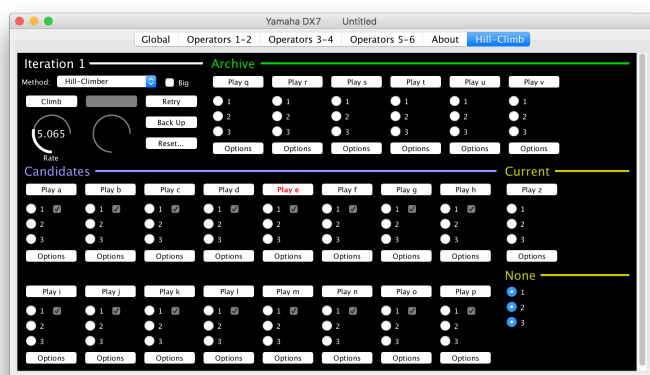 Yamaha DX7 Untitled
Global Operators 1-2 Operators 3-4 Operators 5-6 About Hill-Climb
Iteration 1 Archive
Method: Hill-Climber Big Play q Play r Play s Play t Play u Play v
Climb Retry 1 1 1 1 1 1
5.065 Back Up 2 2 2 2 2 2
Reset... 3 3 3 3 3 3
Rate Options Options Options Options Options Options
Candidates Current
Play a Play b Play c Play d Play e Play f Play g Play h Play z
1 1 1 1 1 1 1 1 1
2 2 2 2 2 2 2 2 2
3 3 3 3 3 3 3 3 3
Options Options Options Options Options Options Options Options Options
None
Play i Play j Play k Play l Play m Play n Play o Play p 1
1 1 1 1 1 1 1 1 2
2 2 2 2 2 2 2 2 3
3 3 3 3 3 3 3 3
Options Options Options Options Options Options Options Options